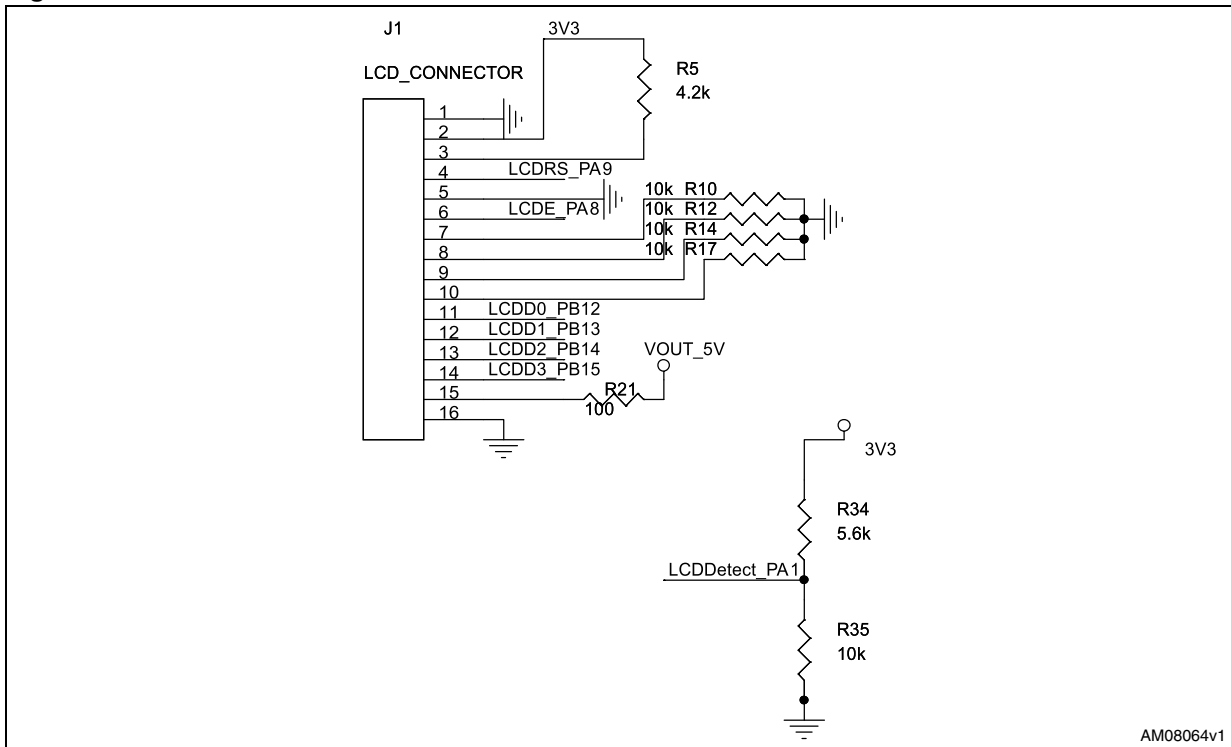 J1
3V3
LCD_CONNECTOR
R5
4.2k
1
2
3
4 LCDRS_PA9
5
6 LCDE_PA8
7
8
9
10
10k R10
10k R12
10k R14
10k R17
11 LCDD0_PB12
12 LCDD1_PB13
13 LCDD2_PB14
14 LCDD3_PB15
15
16
VOUT_5V
R21
100
3V3
R34
5.6k
LCDDetect_PA1
R35
10k
AM08064v1